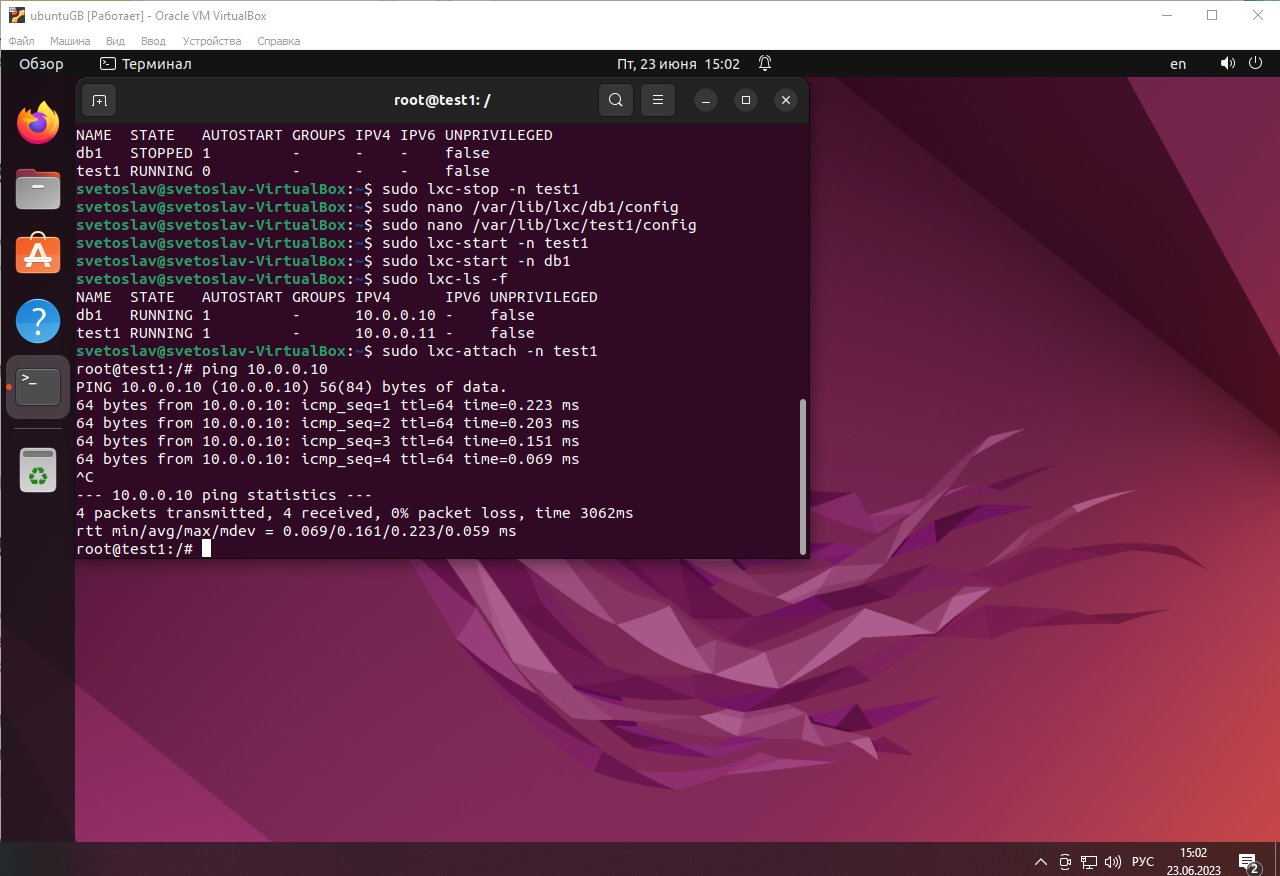 ubuntuGB [Работает] - Oracle VM VirtualBox
Файл Машина Вид Ввод Устройства Справка
Обзор Терминал Пт, 23 июня 15:02 en
root@test1: /
NAME STATE AUTOSTART GROUPS IPV4 IPV6 UNPRIVILEGED
db1 STOPPED 1 - - - false
test1 RUNNING 0 - - - false
svetoslav@svetoslav-VirtualBox:~$ sudo lxc-stop -n test1
svetoslav@svetoslav-VirtualBox:~$ sudo nano /var/lib/lxc/db1/config
svetoslav@svetoslav-VirtualBox:~$ sudo nano /var/lib/lxc/test1/config
svetoslav@svetoslav-VirtualBox:~$ sudo lxc-start -n test1
svetoslav@svetoslav-VirtualBox:~$ sudo lxc-start -n db1
svetoslav@svetoslav-VirtualBox:~$ sudo lxc-ls -f
NAME STATE AUTOSTART GROUPS IPV4 IPV6 UNPRIVILEGED
db1 RUNNING 1 - 10.0.0.10 - false
test1 RUNNING 1 - 10.0.0.11 - false
svetoslav@svetoslav-VirtualBox:~$ sudo lxc-attach -n test1
root@test1:/# ping 10.0.0.10
PING 10.0.0.10 (10.0.0.10) 56(84) bytes of data.
64 bytes from 10.0.0.10: icmp_seq=1 ttl=64 time=0.223 ms
64 bytes from 10.0.0.10: icmp_seq=2 ttl=64 time=0.203 ms
64 bytes from 10.0.0.10: icmp_seq=3 ttl=64 time=0.151 ms
64 bytes from 10.0.0.10: icmp_seq=4 ttl=64 time=0.069 ms
^C
--- 10.0.0.10 ping statistics ---
4 packets transmitted, 4 received, 0% packet loss, time 3062ms
rtt min/avg/max/mdev = 0.069/0.161/0.223/0.059 ms
root@test1:/#
РУС 15:02
23.06.2023 2